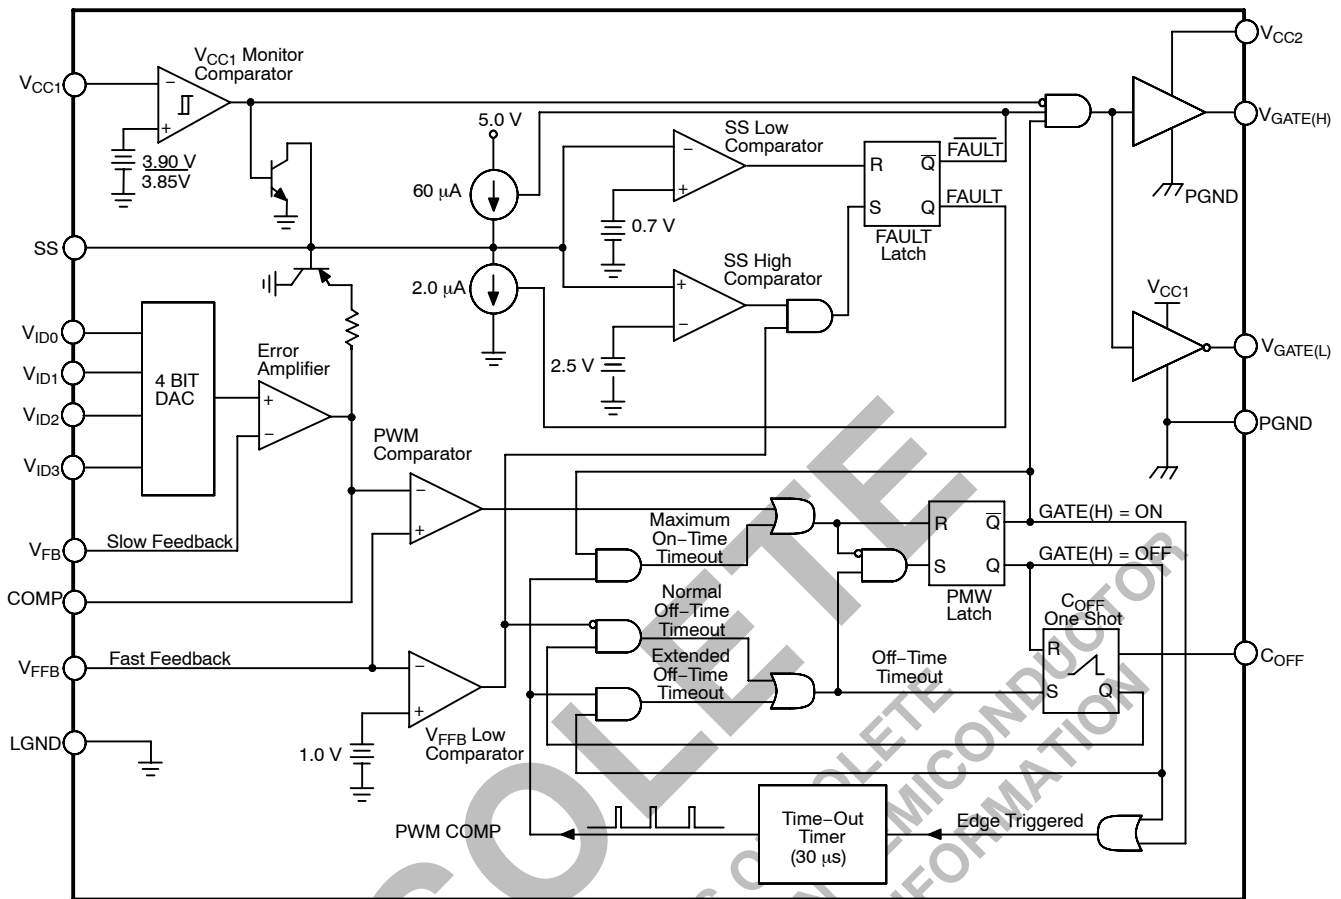 VCC1
VCC1 Monitor
Comparator
−
+
3.90 V
3.85V
5.0 V
60 μA
SS Low
Comparator
−
+
0.7 V
R
Q
FAULT
S
Q
FAULT
FAULT
Latch
VCC2
VGATE(H)
PGND
SS
2.0 μA
SS High
Comparator
+
−
2.5 V
VCC1
VGATE(L)
PGND
VID0
VID1
VID2
VID3
4 BIT
DAC
Error
Amplifier
+
−
PWM
Comparator
−
+
VFB
Slow Feedback
COMP
VFFB
Fast Feedback
LGND
−
+
1.0 V
VFFB Low
Comparator
Maximum
On−Time
Timeout
Normal
Off−Time
Timeout
Extended
Off−Time
Timeout
R
Q
S
Q
PMW
Latch
GATE(H) = ON
GATE(H) = OFF
COFF
One Shot
R
S
Q
COFF
Off−Time
Timeout
PWM COMP
Time−Out
Timer
(30 μs)
Edge Triggered
OLETE
OLETE
S O
MICONDUCTOR
FORMATION